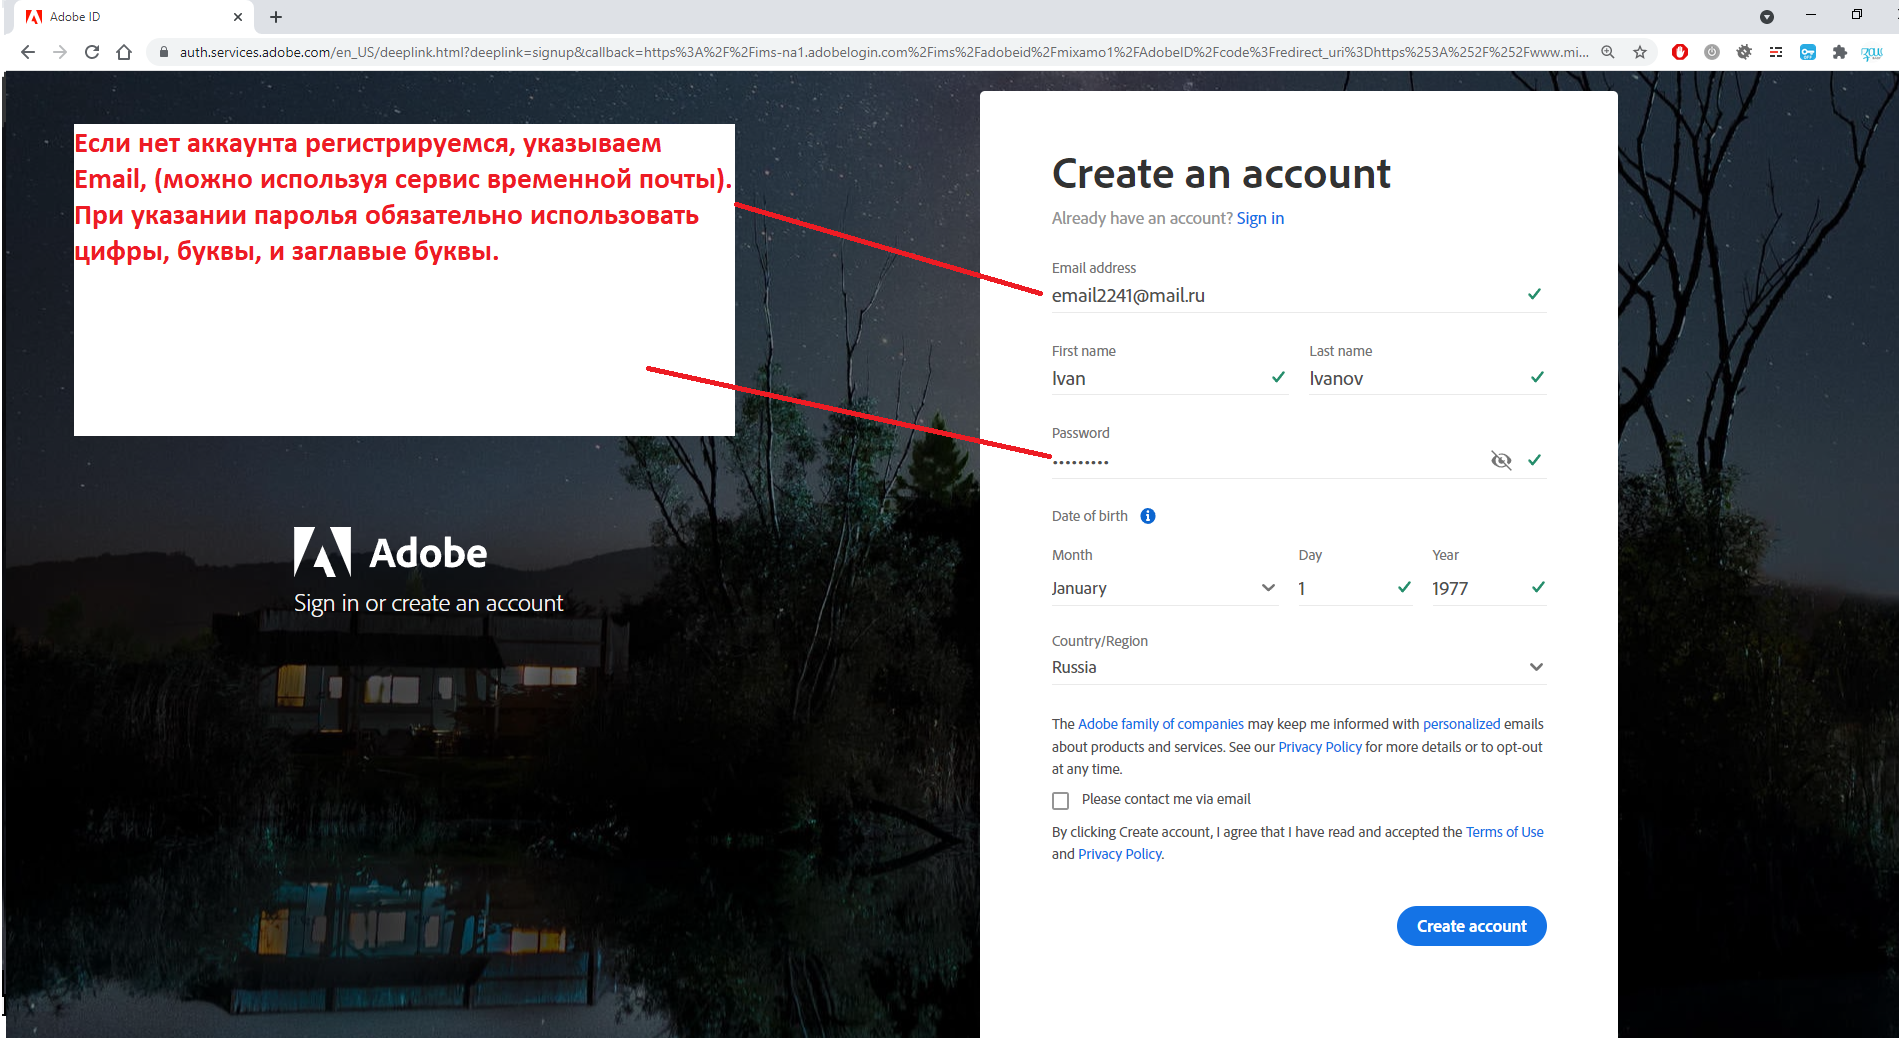 Adobe ID
auth.services.adobe.com/en_US/deeplink.html?deeplink=signup&callback=https%3A%2F%2Fims-na1.adobelogin.com%2Fims%2Fadobeid%2Fmixamo1%2FAdobeID%2Fcode%3Fredirect_uri%3Dhttps%253A%252F%252Fwww.mi...
Если нет аккаунта регистрируемся, указываем
Email, (можно используя сервис временной почты).
При указании паролья обязательно использовать
цифры, буквы, и заглавые буквы.
Adobe
Sign in or create an account
Create an account
Already have an account? Sign in
Email address
email2241@mail.ru
First name Last name
Ivan Ivanov
Password
•••••••••
Date of birth
Month Day Year
January 1 1977
Country/Region
Russia
The Adobe family of companies may keep me informed with personalized emails
about products and services. See our Privacy Policy for more details or to opt-out
at any time.
Please contact me via email
By clicking Create account, I agree that I have read and accepted the Terms of Use
and Privacy Policy.
Create account